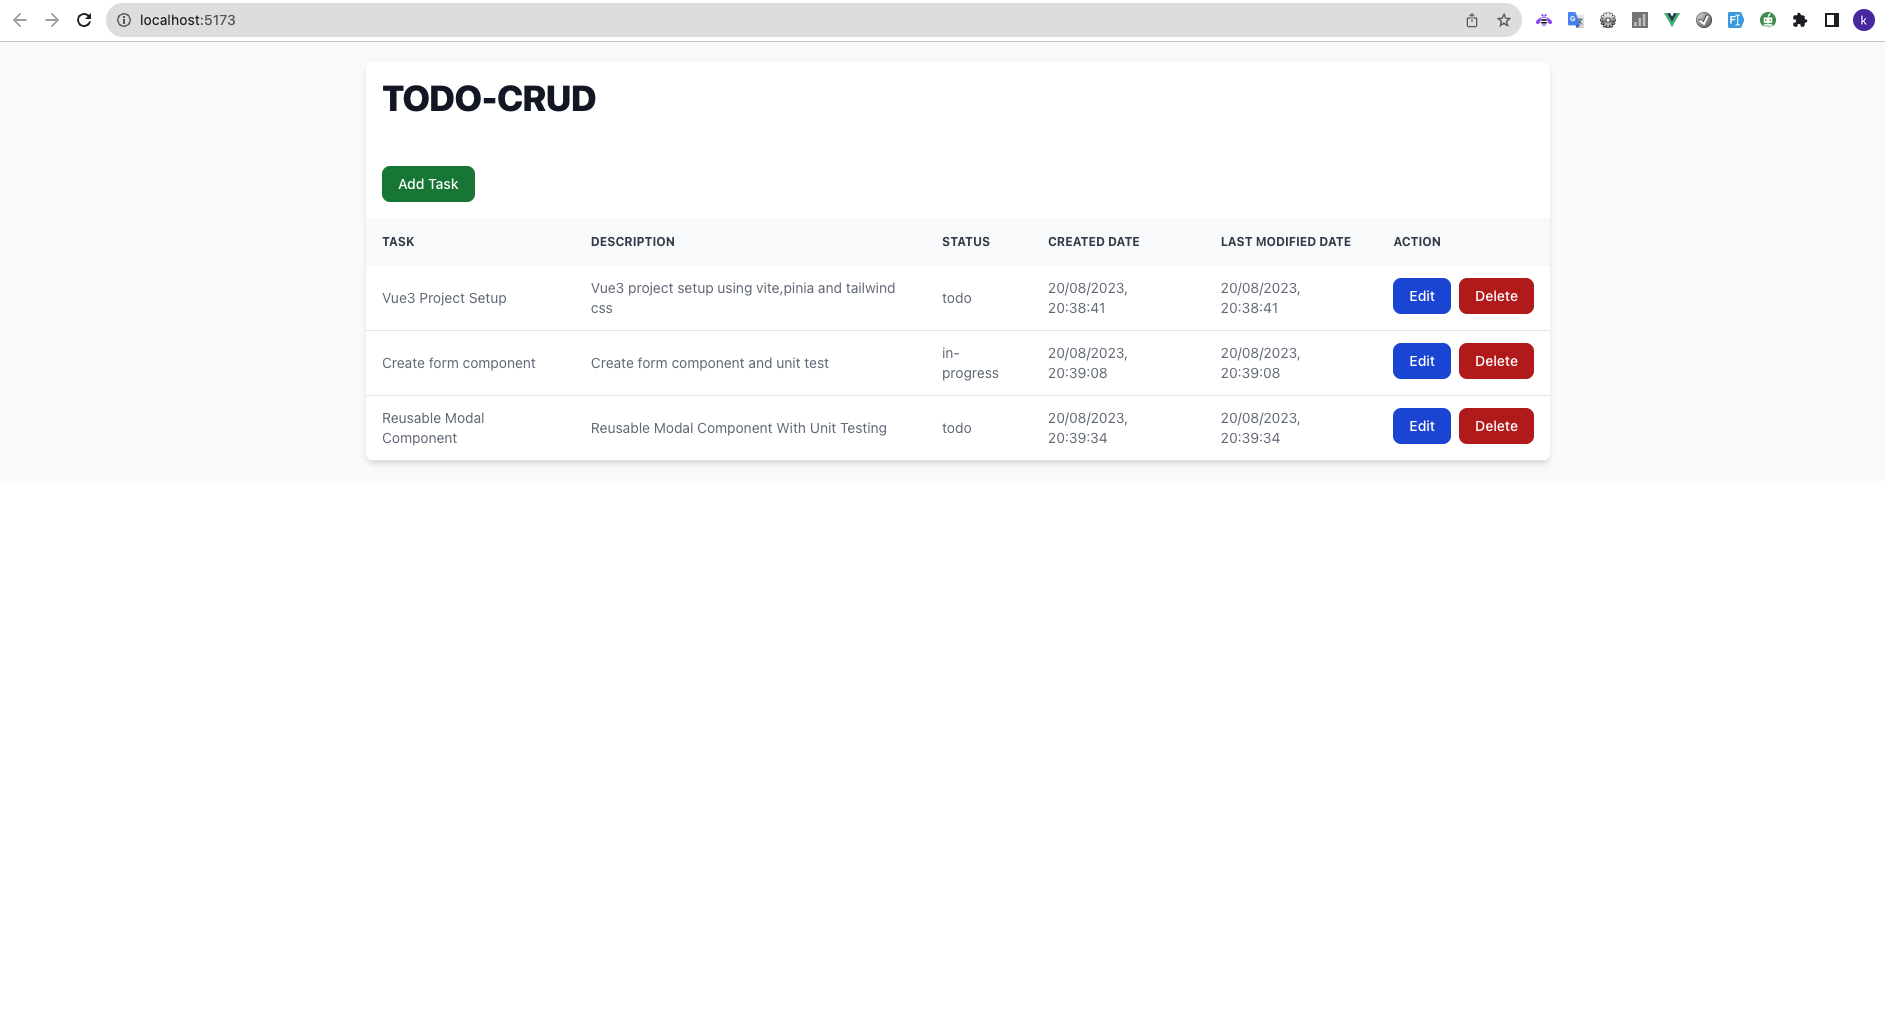 localhost:5173
k
TODO-CRUD
Add Task
TASK DESCRIPTION STATUS CREATED DATE LAST MODIFIED DATE ACTION
Vue3 Project Setup
Vue3 project setup using vite,pinia and tailwind
css
todo
20/08/2023,
20:38:41
20/08/2023,
20:38:41
Edit
Delete
Create form component
Create form component and unit test
in-
progress
20/08/2023,
20:39:08
20/08/2023,
20:39:08
Edit
Delete
Reusable Modal
Component
Reusable Modal Component With Unit Testing
todo
20/08/2023,
20:39:34
20/08/2023,
20:39:34
Edit
Delete